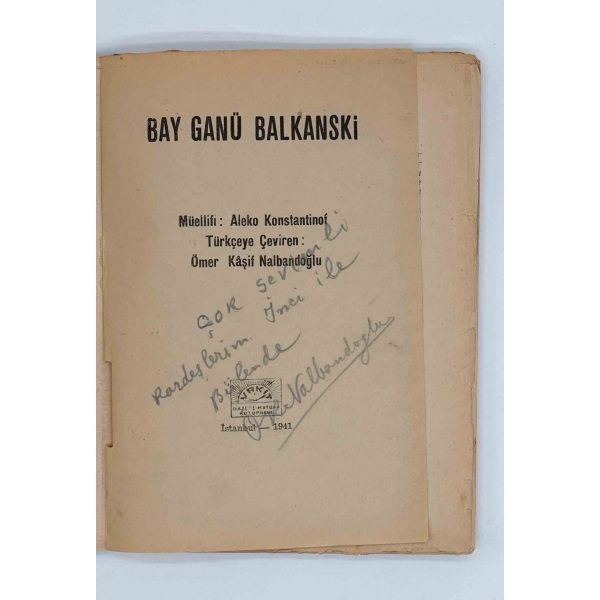 BAY GANÜ BALKANSKİ
Müellifi: Aleko Konstantinof
Türkçeye Çeviren:
Ömer Kâşif Nalbandoğlu
Çok sevimli
Kardeşlerim İnci ile
Bülende
Nalbandoğlu
İstanbul — 1941